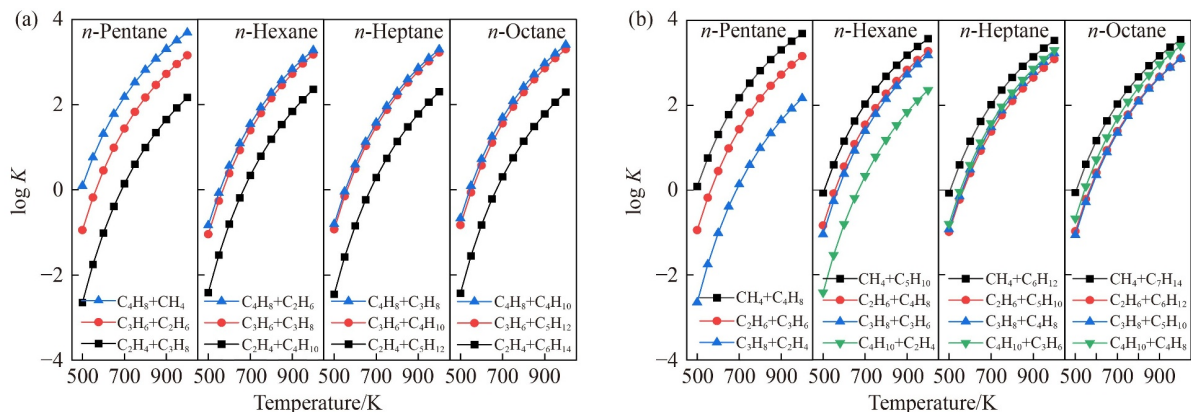 (a)
n-Pentane
n-Hexane
n-Heptane
n-Octane
4
2
0
−2
−4
log K
C₄H₈+CH₄
C₃H₆+C₂H₆
C₂H₄+C₃H₈
C₄H₈+C₂H₆
C₃H₆+C₃H₈
C₂H₄+C₄H₁₀
C₄H₈+C₃H₈
C₃H₆+C₄H₁₀
C₂H₄+C₅H₁₂
C₄H₈+C₄H₁₀
C₃H₆+C₅H₁₂
C₂H₄+C₆H₁₄
500 700 900 500 700 900 500 700 900 500 700 900
Temperature/K
(b)
n-Pentane
n-Hexane
n-Heptane
n-Octane
4
2
0
−2
−4
log K
CH₄+C₄H₈
C₂H₆+C₃H₆
C₃H₈+C₂H₄
CH₄+C₅H₁₀
C₂H₆+C₄H₈
C₃H₈+C₃H₆
C₄H₁₀+C₂H₄
CH₄+C₆H₁₂
C₂H₆+C₅H₁₀
C₃H₈+C₄H₈
C₄H₁₀+C₃H₆
CH₄+C₇H₁₄
C₂H₆+C₆H₁₂
C₃H₈+C₅H₁₀
C₄H₁₀+C₄H₈
500 700 900 500 700 900 500 700 900 500 700 900
Temperature/K